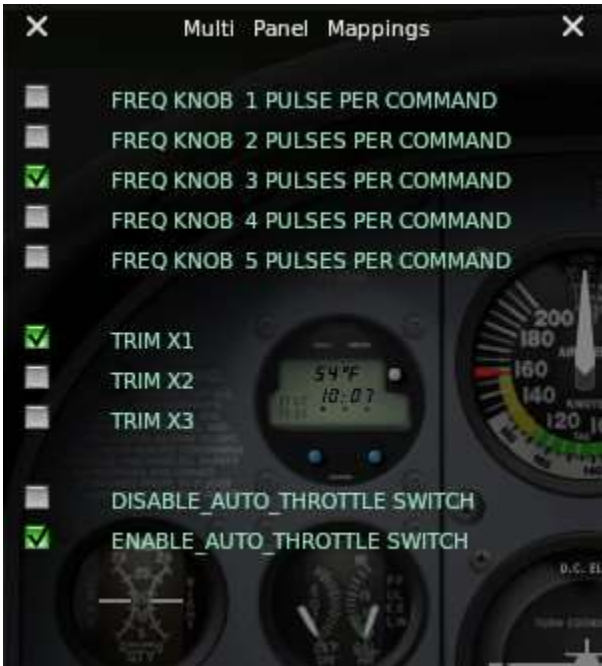 Multi Panel Mappings
FREQ KNOB 1 PULSE PER COMMAND
FREQ KNOB 2 PULSES PER COMMAND
FREQ KNOB 3 PULSES PER COMMAND
FREQ KNOB 4 PULSES PER COMMAND
FREQ KNOB 5 PULSES PER COMMAND
TRIM X1
TRIM X2
TRIM X3
DISABLE_AUTO_THROTTLE SWITCH
ENABLE_AUTO_THROTTLE SWITCH
54°F
10:07
200
180
160
140
120
D.C. EL